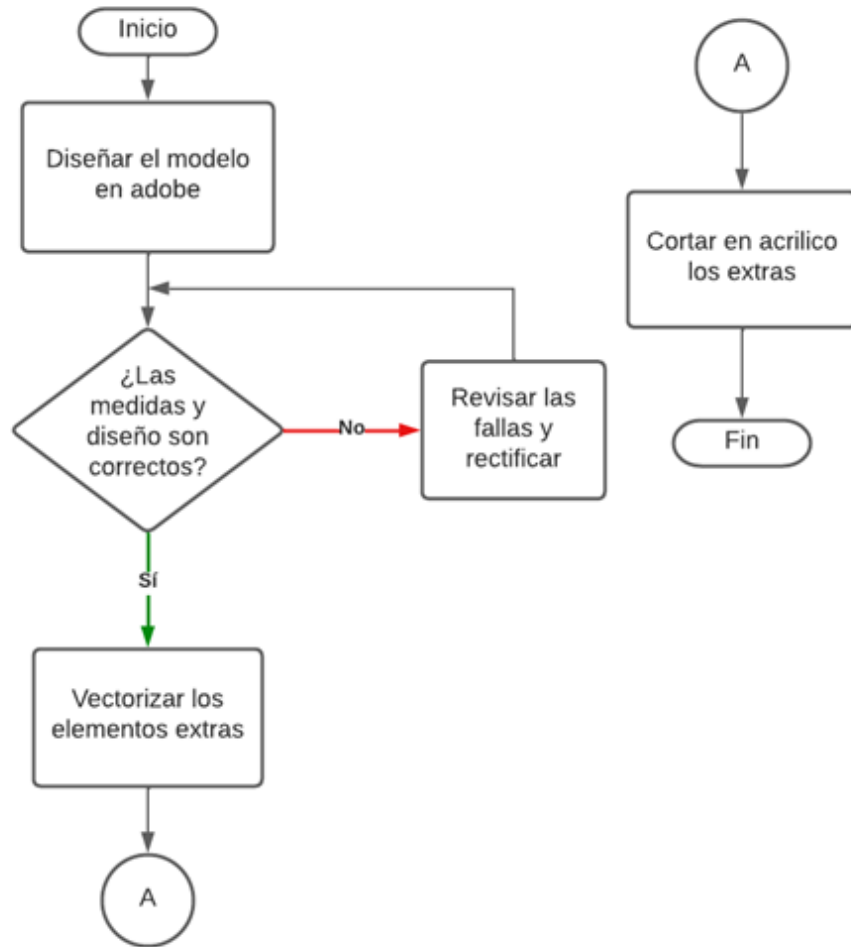 Inicio
Diseñar el modelo
en adobe
¿Las
medidas y
diseño son
correctos?
No
Revisar las
fallas y
rectificar
Sí
Vectorizar los
elementos extras
A
A
Cortar en acrilico
los extras
Fin